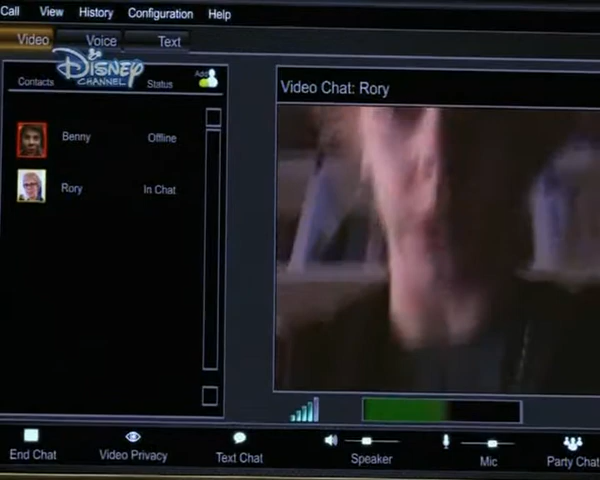 Call View History Configuration Help
Video Voice Text
DISNEY
CHANNEL
Contacts Status Add
Video Chat: Rory
Benny Offline
Rory In Chat
End Chat Video Privacy Text Chat Speaker Mic Party Chat